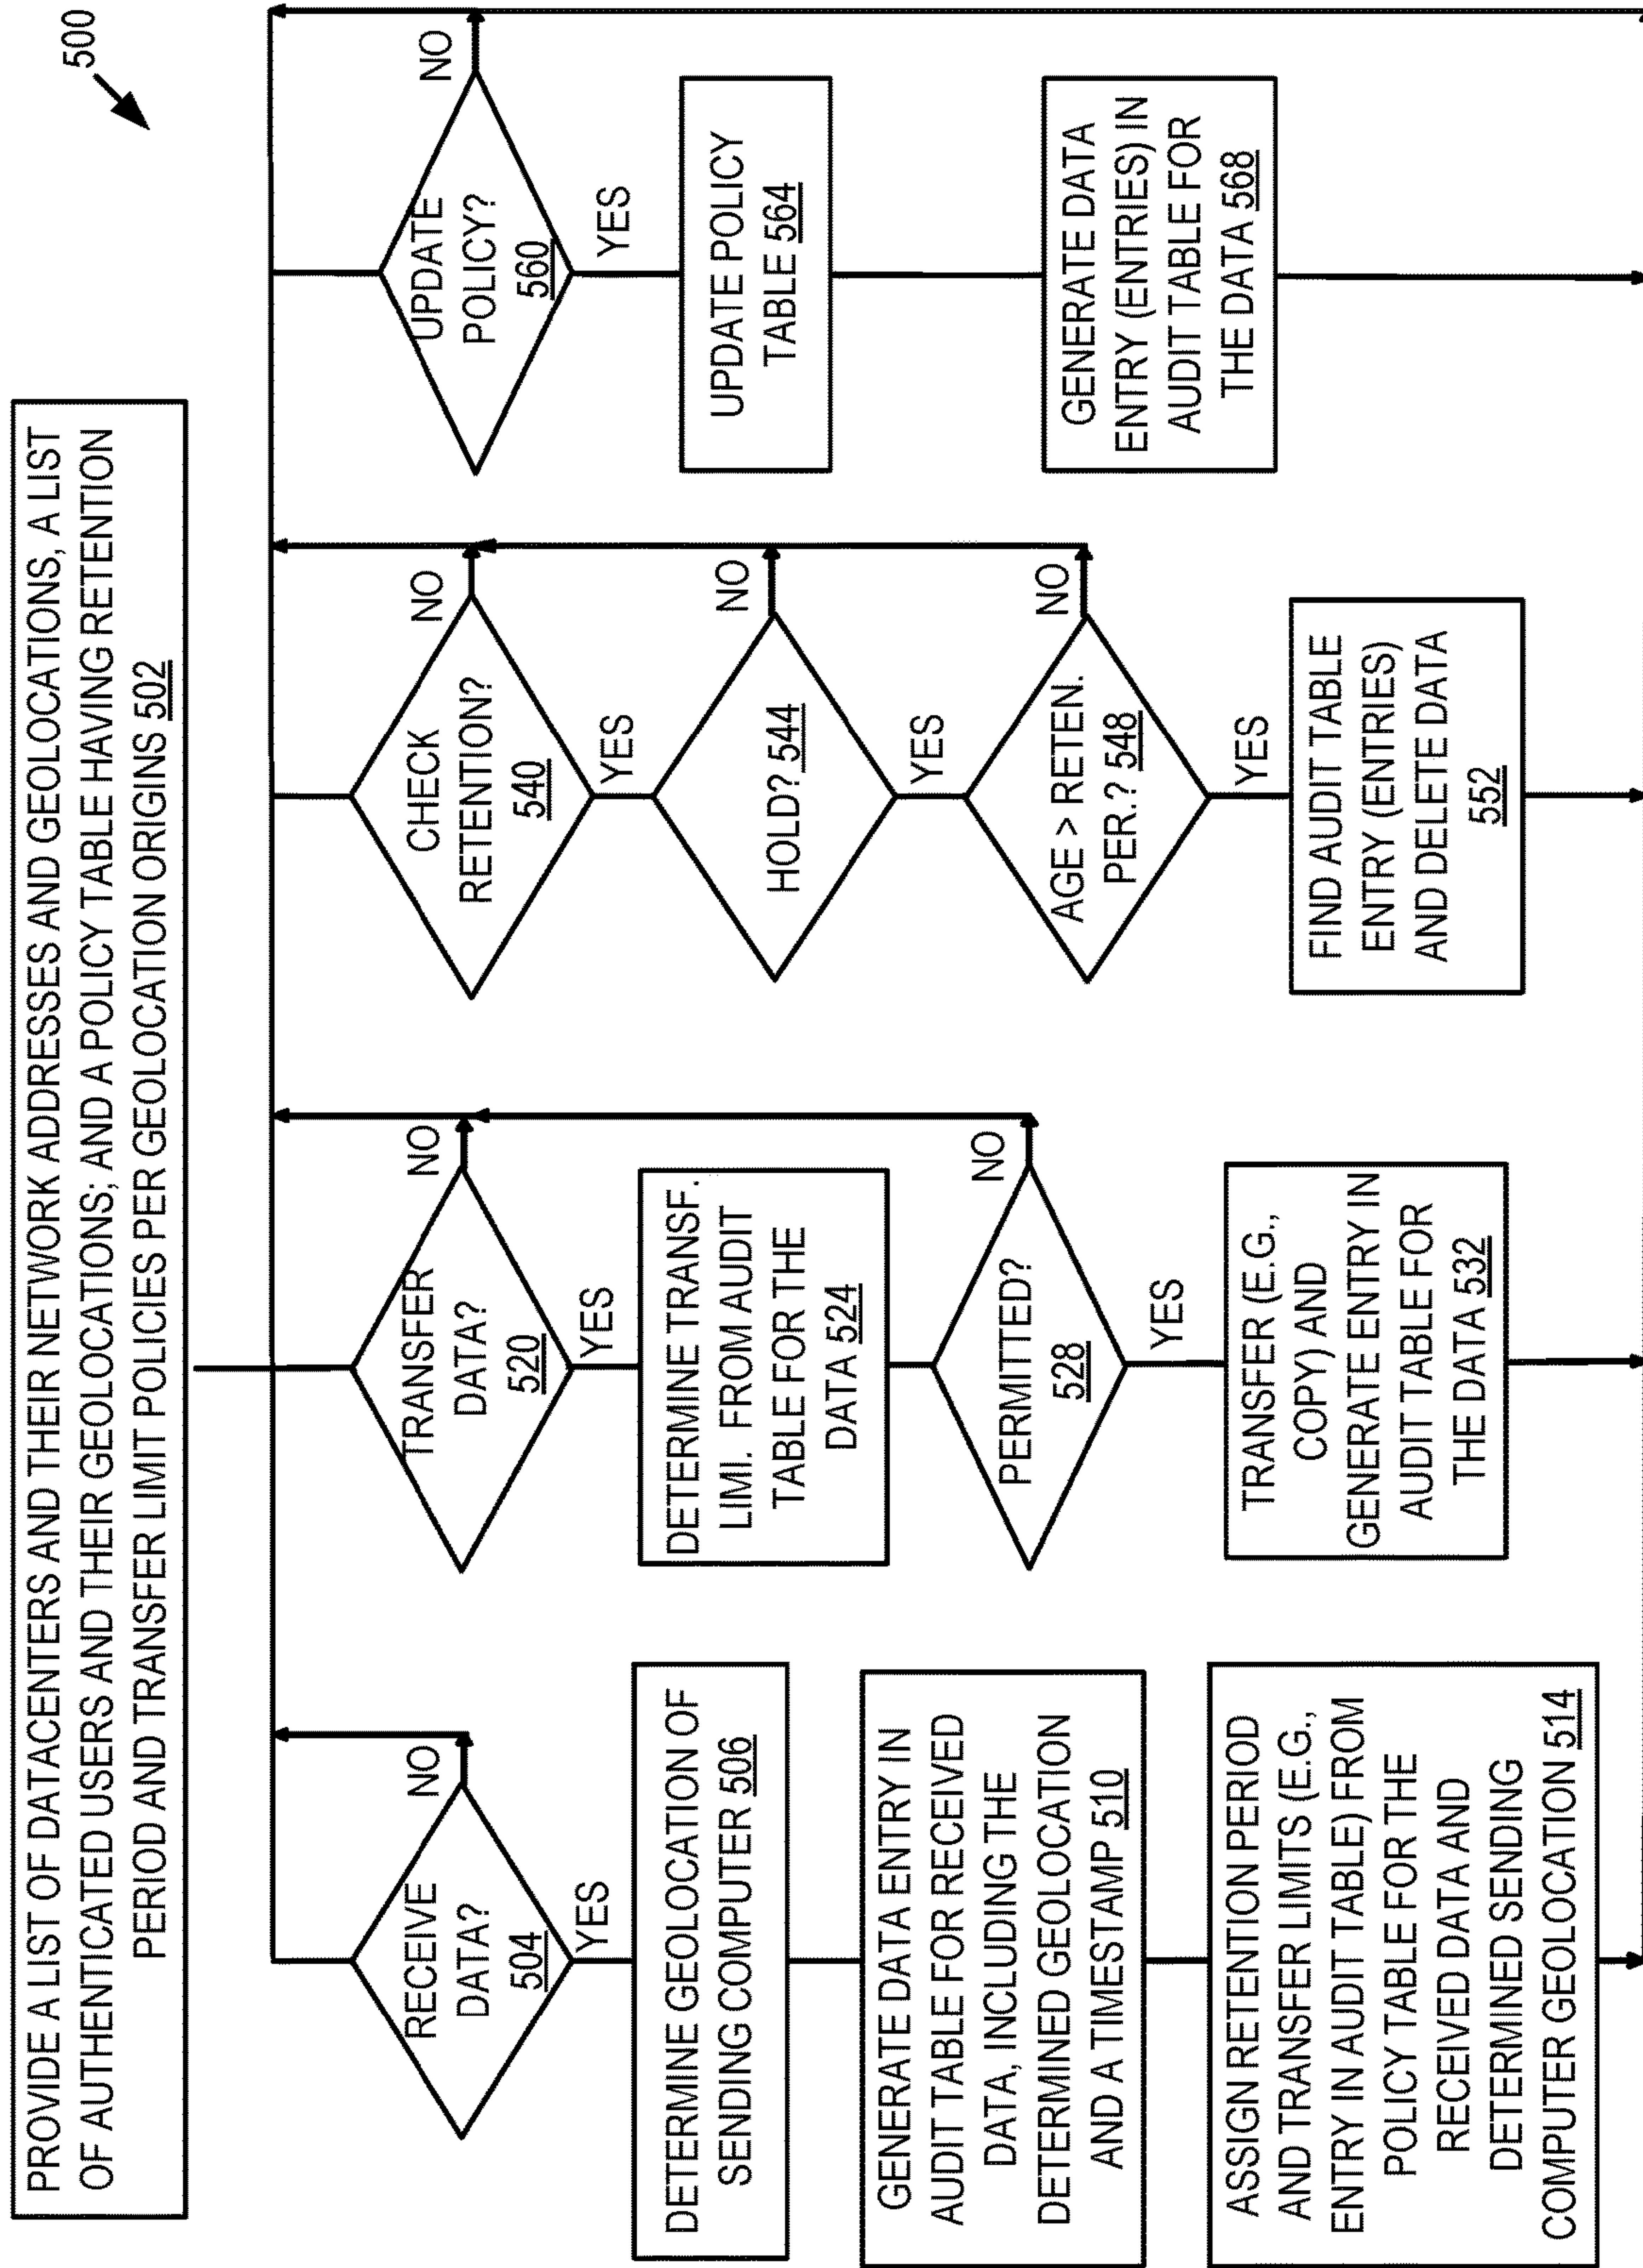 500
PROVIDE A LIST OF DATACENTERS AND THEIR NETWORK ADDRESSES AND GEOLOCATIONS, A LIST
OF AUTHENTICATED USERS AND THEIR GEOLOCATIONS; AND A POLICY TABLE HAVING RETENTION
PERIOD AND TRANSFER LIMIT POLICIES PER GEOLOCATION ORIGINS 502
RECEIVE
DATA?
504
NO
YES
DETERMINE GEOLOCATION OF
SENDING COMPUTER 506
GENERATE DATA ENTRY IN
AUDIT TABLE FOR RECEIVED
DATA, INCLUDING THE
DETERMINED GEOLOCATION
AND A TIMESTAMP 510
ASSIGN RETENTION PERIOD
AND TRANSFER LIMITS (E.G.,
ENTRY IN AUDIT TABLE) FROM
POLICY TABLE FOR THE
RECEIVED DATA AND
DETERMINED SENDING
COMPUTER GEOLOCATION 514
TRANSFER
DATA?
520
NO
YES
DETERMINE TRANSF.
LIMI. FROM AUDIT
TABLE FOR THE
DATA 524
PERMITTED?
528
NO
YES
TRANSFER (E.G.,
COPY) AND
GENERATE ENTRY IN
AUDIT TABLE FOR
THE DATA 532
CHECK
RETENTION?
540
NO
YES
HOLD? 544
NO
YES
AGE > RETEN.
PER.? 548
NO
YES
FIND AUDIT TABLE
ENTRY (ENTRIES)
AND DELETE DATA
552
UPDATE
POLICY?
560
NO
YES
UPDATE POLICY
TABLE 564
GENERATE DATA
ENTRY (ENTRIES) IN
AUDIT TABLE FOR
THE DATA 568